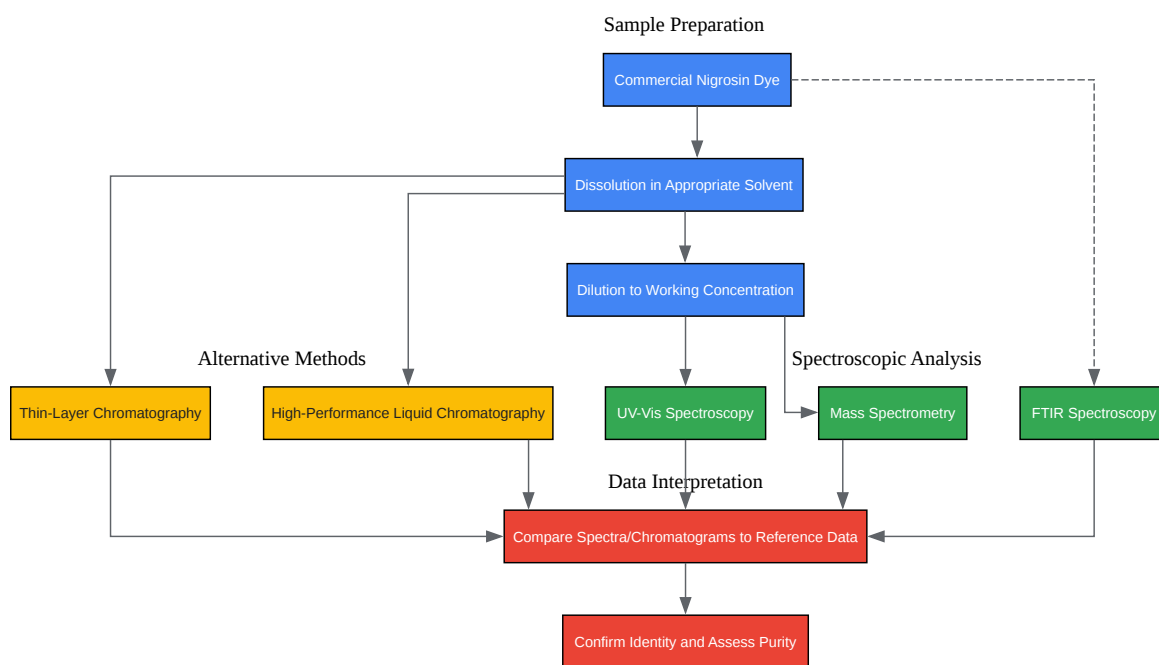 Sample Preparation
Commercial Nigrosin Dye
Dissolution in Appropriate Solvent
Dilution to Working Concentration
Alternative Methods
Spectroscopic Analysis
Thin-Layer Chromatography
High-Performance Liquid Chromatography
UV-Vis Spectroscopy
Mass Spectrometry
FTIR Spectroscopy
Data Interpretation
Compare Spectra/Chromatograms to Reference Data
Confirm Identity and Assess Purity